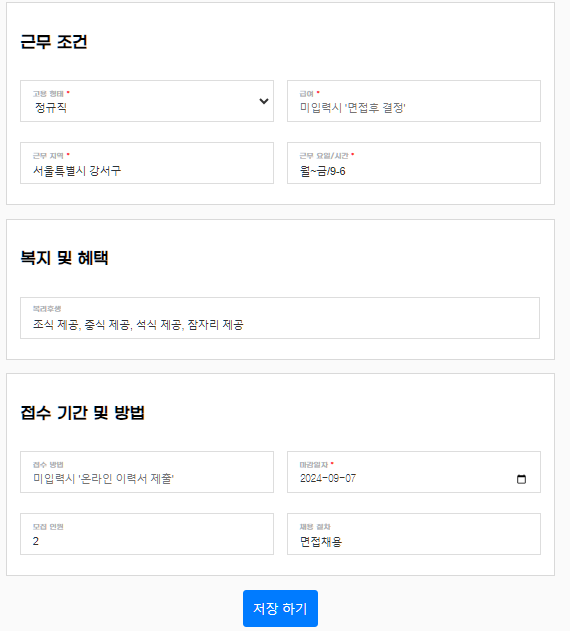 근무 조건
고용 형태 *
정규직
급여 *
미입력시 '면접후 결정'
근무 지역 *
서울특별시 강서구
근무 요일/시간 *
월~금/9-6
복지 및 혜택
복리후생
조식 제공, 중식 제공, 석식 제공, 잠자리 제공
접수 기간 및 방법
접수 방법
미입력시 '온라인 이력서 제출'
마감일자 *
2024-09-07
모집 인원
2
채용 절차
면접채용
저장 하기